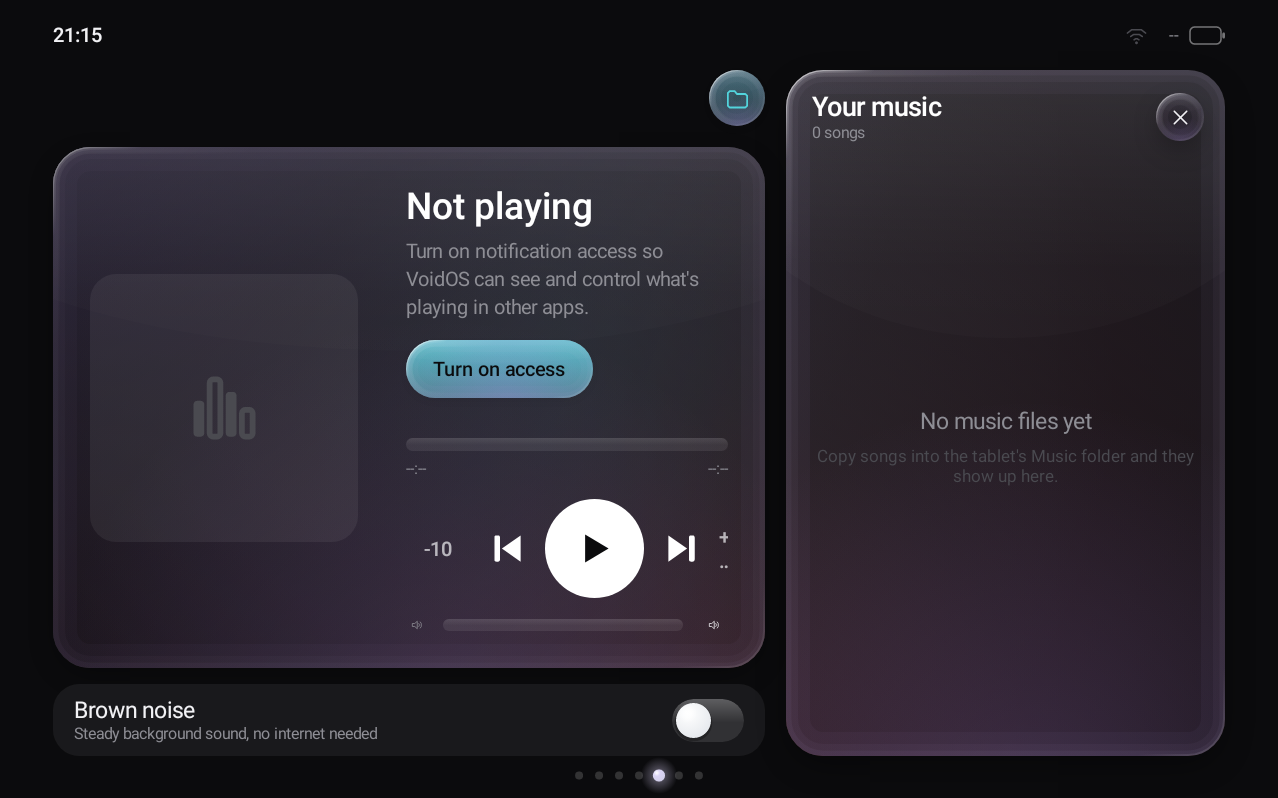 21:15
--
Your music
0 songs
Not playing
Turn on notification access so
VoidOS can see and control what's
playing in other apps.
Turn on access
--:--
--:--
No music files yet
Copy songs into the tablet's Music folder and they
show up here.
-10
+
..
Brown noise
Steady background sound, no internet needed